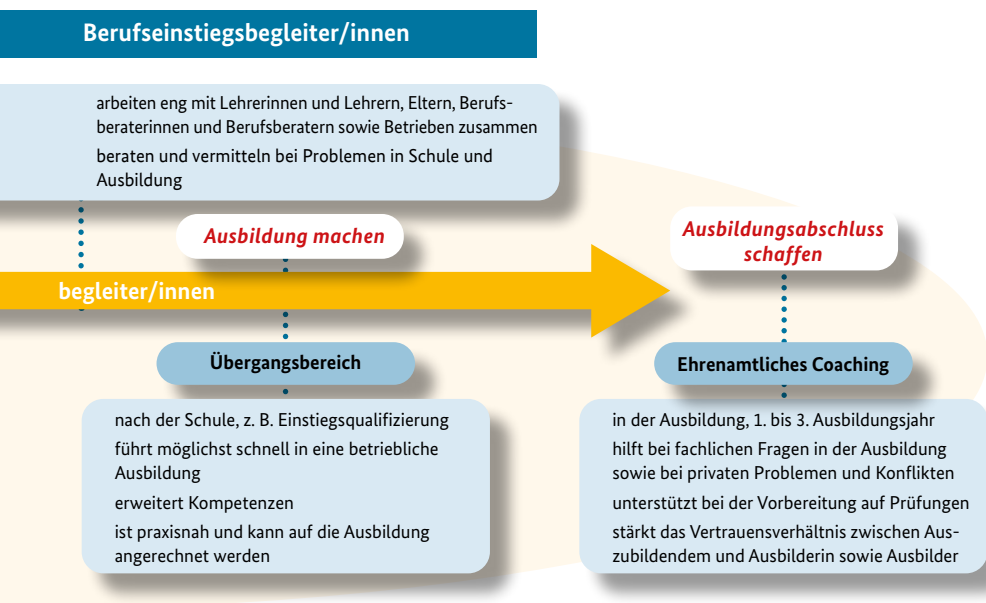 Berufseinstiegsbegleiter/innen
arbeiten eng mit Lehrerinnen und Lehrern, Eltern, Berufs-
beraterinnen und Berufsberatern sowie Betrieben zusammen
beraten und vermitteln bei Problemen in Schule und
Ausbildung
Ausbildung machen
Ausbildungsabschluss
schaffen
begleiter/innen
Übergangsbereich
nach der Schule, z. B. Einstiegsqualifizierung
führt möglichst schnell in eine betriebliche
Ausbildung
erweitert Kompetenzen
ist praxisnah und kann auf die Ausbildung
angerechnet werden
Ehrenamtliches Coaching
in der Ausbildung, 1. bis 3. Ausbildungsjahr
hilft bei fachlichen Fragen in der Ausbildung
sowie bei privaten Problemen und Konflikten
unterstützt bei der Vorbereitung auf Prüfungen
stärkt das Vertrauensverhältnis zwischen Aus-
zubildendem und Ausbilderin sowie Ausbilder